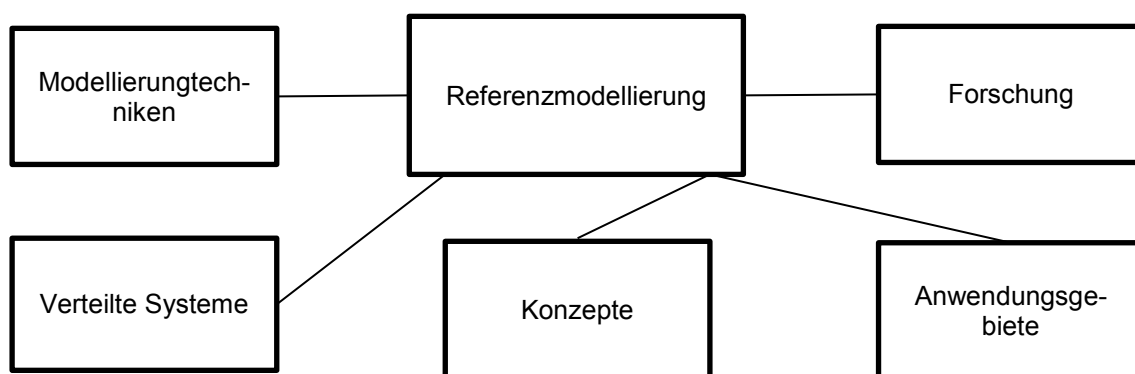 Modellierungtech-
niken
Referenzmodellierung
Forschung
Verteilte Systeme
Konzepte
Anwendungsge-
biete